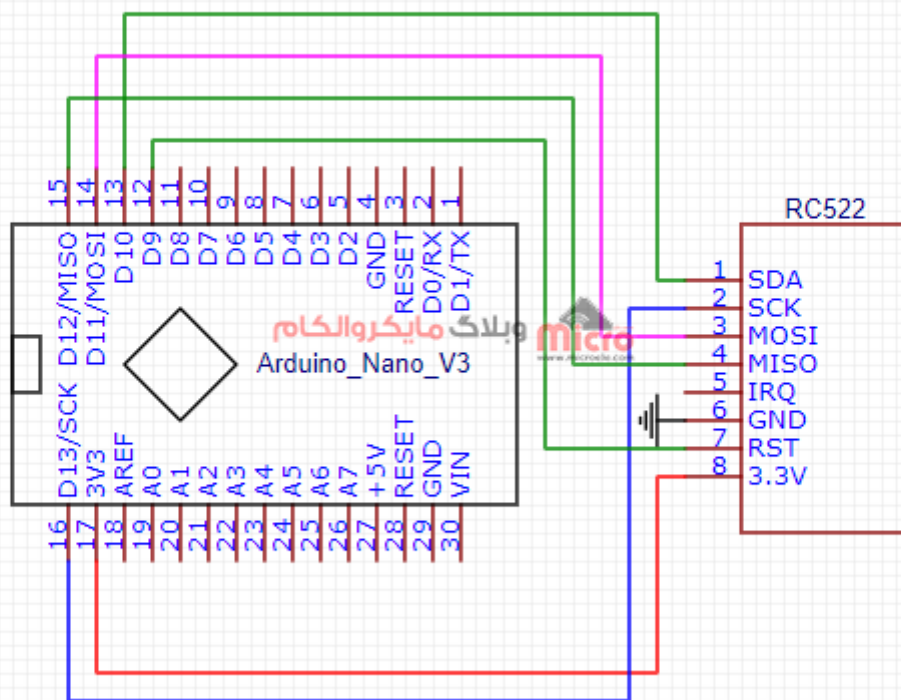 15
14
13
12
11
10
9
8
7
6
5
4
3
2
1
D12/MISO
D11/MOSI
D10
D9
D8
D7
D6
D5
D4
D3
D2
GND
RESET
D0/RX
D1/TX
RC522
1 SDA
2 SCK
3 MOSI
4 MISO
5 IRQ
6 GND
7 RST
8 3.3V
وبلاگ مایکروالکام
Micro
www.microele.com
Arduino_Nano_V3
D13/SCK
3V3
AREF
A0
A1
A2
A3
A4
A5
A6
A7
+5V
RESET
GND
VIN
16
17
18
19
20
21
22
23
24
25
26
27
28
29
30